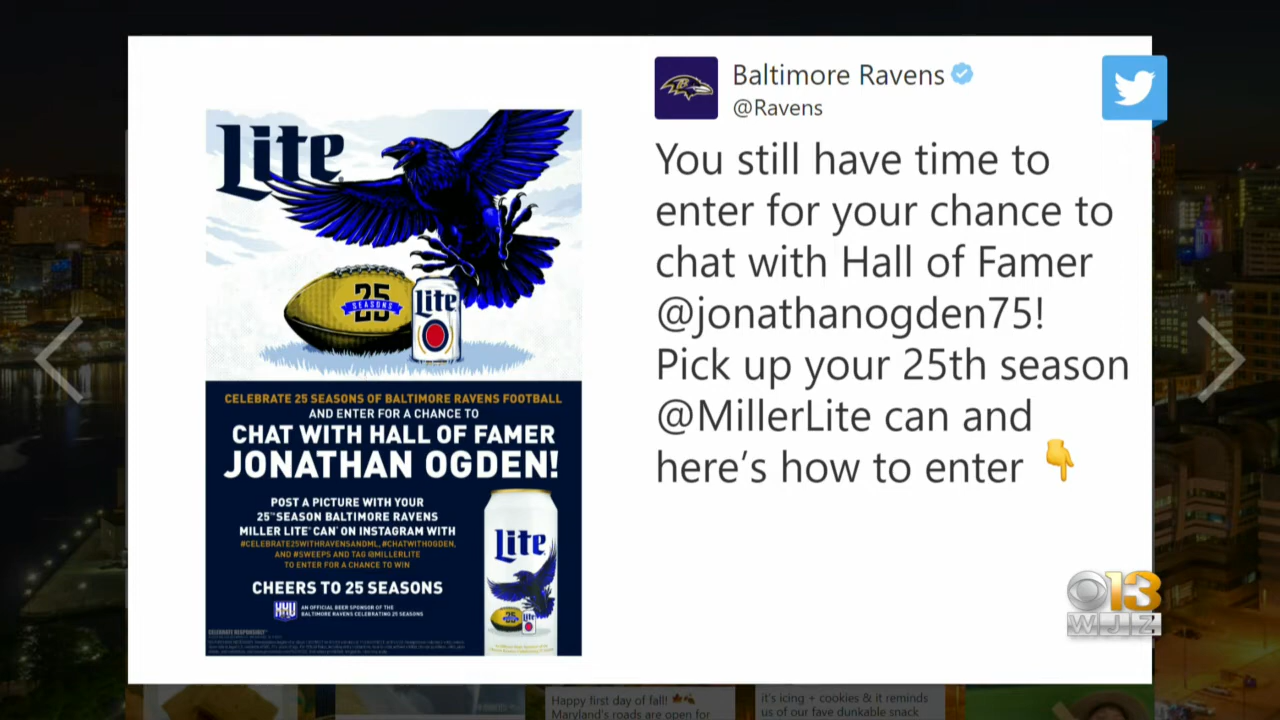 Lite
25
SEASONS
Lite
CELEBRATE 25 SEASONS OF BALTIMORE RAVENS FOOTBALL
AND ENTER FOR A CHANCE TO
CHAT WITH HALL OF FAMER
JONATHAN OGDEN!
POST A PICTURE WITH YOUR
25TH SEASON BALTIMORE RAVENS
MILLER LITE CAN ON INSTAGRAM WITH
#CELEBRATE25WITHRAVENSANDML, #CHATWITHOGDEN,
AND #SWEEPS AND TAG @MILLERLITE
TO ENTER FOR A CHANCE TO WIN
CHEERS TO 25 SEASONS
AN OFFICIAL BEER SPONSOR OF THE
BALTIMORE RAVENS CELEBRATING 25 SEASONS
CELEBRATE RESPONSIBLY
Lite
25
Lite
Baltimore Ravens
@Ravens
You still have time to
enter for your chance to
chat with Hall of Famer
@jonathanogden75!
Pick up your 25th season
@MillerLite can and
here's how to enter 👇
13
WJZ
Happy first day of fall! 🍁🍂
Maryland's roads are open for
it's icing + cookies & it reminds
us of our fave dunkable snack